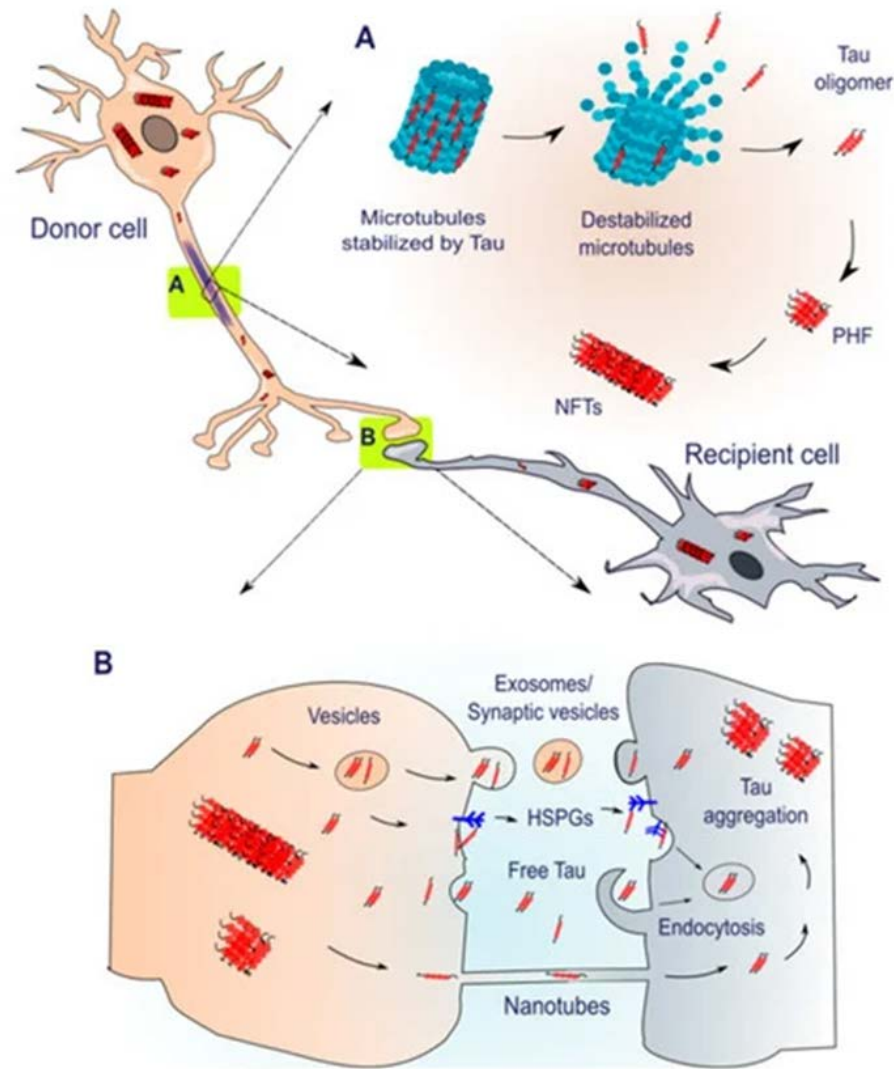 A
Tau
oligomer
Donor cell
Microtubules
stabilized by Tau
Destabilized
microtubules
A
PHF
NFTs
B
Recipient cell
B
Vesicles
Exosomes/
Synaptic vesicles
HSPGs
Tau
aggregation
Free Tau
Endocytosis
Nanotubes